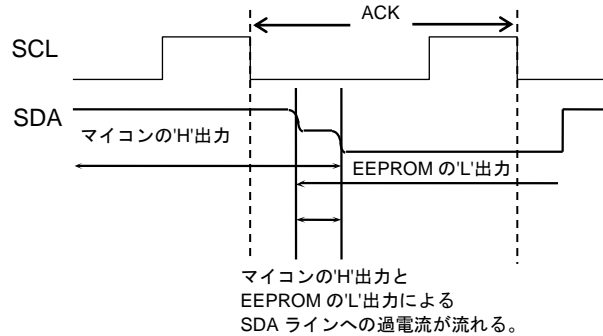 ACK
SCL
SDA
マイコンの'H'出力
EEPROM の'L'出力
マイコンの'H'出力と
EEPROM の'L'出力による
SDA ラインへの過電流が流れる。